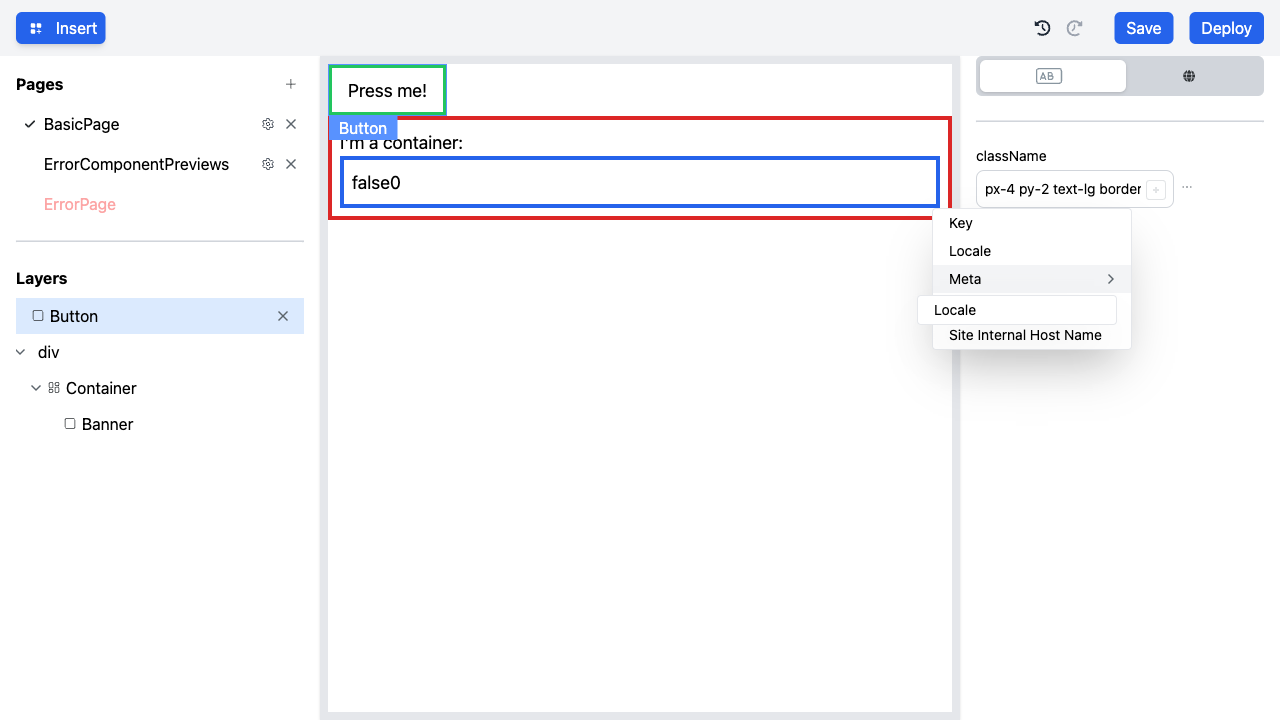 Insert
Save
Deploy
Pages
BasicPage
ErrorComponentPreviews
ErrorPage
Layers
Button
div
Container
Banner
Press me!
Button
I'm a container:
false0
AB
className
px-4 py-2 text-lg border
Key
Locale
Meta
Locale
Site Internal Host Name